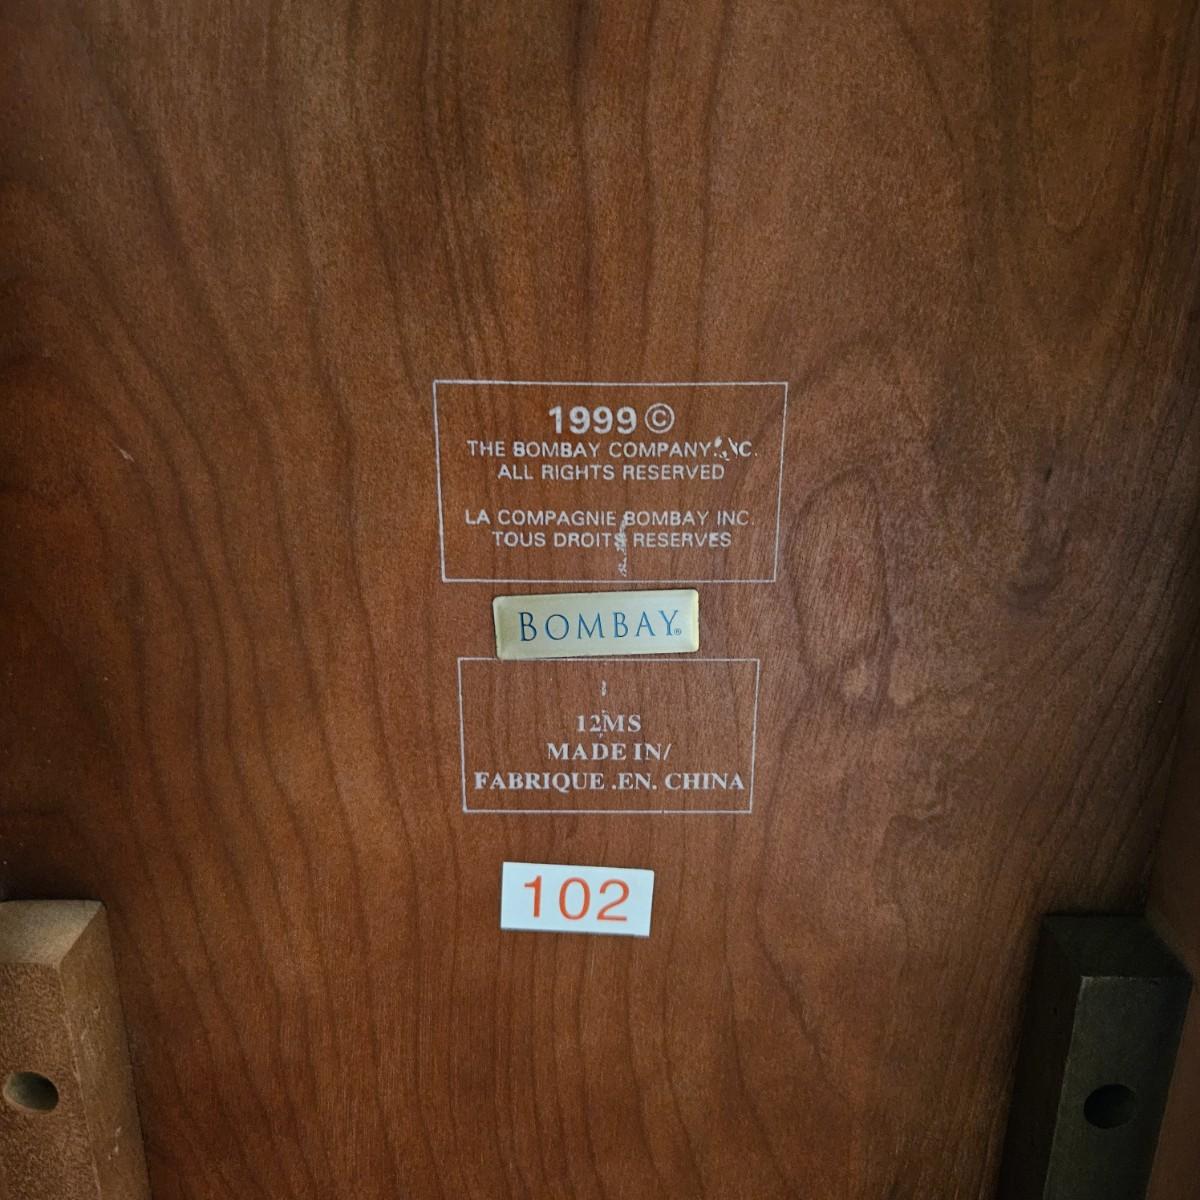 1999 ©
THE BOMBAY COMPANY INC.
ALL RIGHTS RESERVED
LA COMPAGNIE BOMBAY INC.
TOUS DROITS RESERVES
BOMBAY®
12MS
MADE IN/
FABRIQUE .EN. CHINA
102